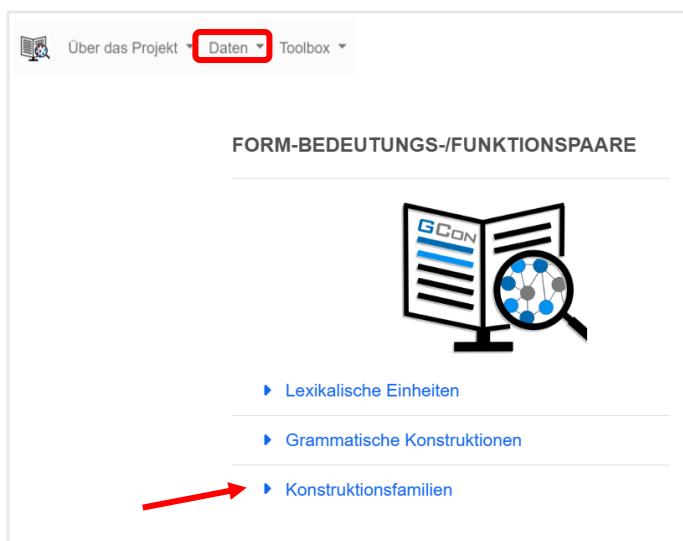 Über das Projekt Daten Toolbox
FORM-BEDEUTUNGS-/FUNKTIONSPAARE
GCON
Lexikalische Einheiten
Grammatische Konstruktionen
Konstruktionsfamilien